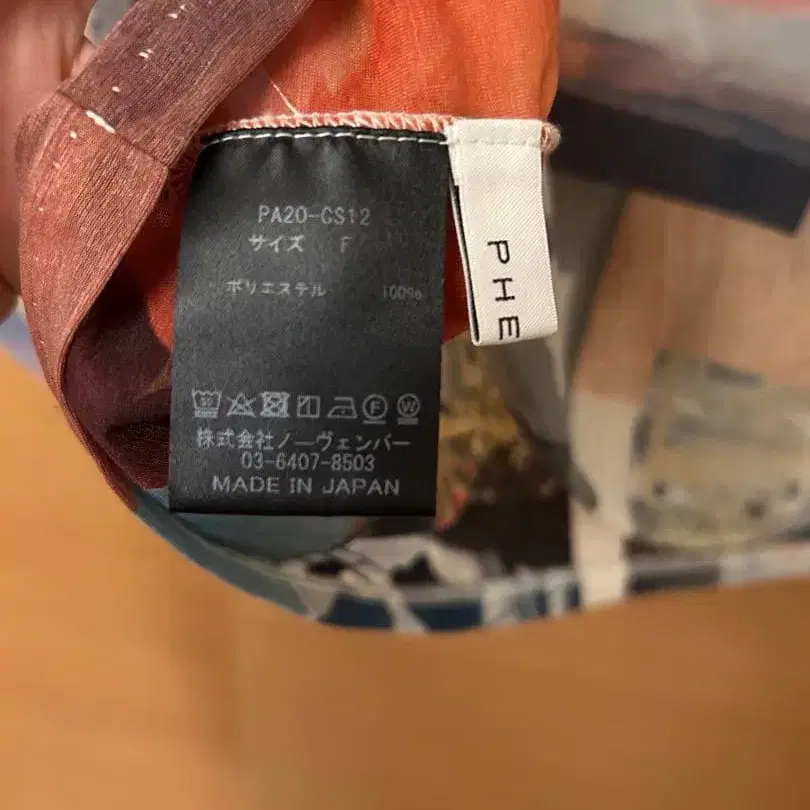 PA20-CS12
サイズ F
ポリエステル 100%
株式会社ノーヴェンバー
03-6407-8503
MADE IN JAPAN
PHE